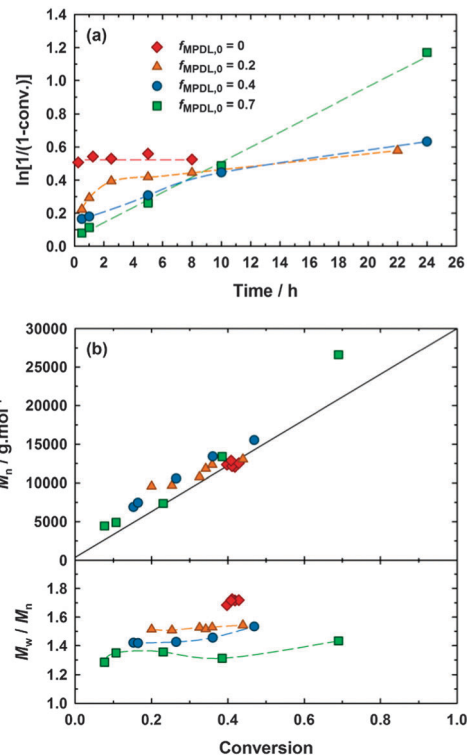 (a)
f_MPDL,0 = 0
f_MPDL,0 = 0.2
f_MPDL,0 = 0.4
f_MPDL,0 = 0.7
ln[1/(1-conv.)]
1.4
1.2
1.0
0.8
0.6
0.4
0.2
0.0
0 2 4 6 8 10 12 14 16 18 20 22 24 26
Time / h
(b)
M_n / g.mol⁻¹
30000
25000
20000
15000
10000
5000
0
M_w / M_n
1.8
1.6
1.4
1.2
1.0
0.0 0.2 0.4 0.6 0.8 1.0
Conversion